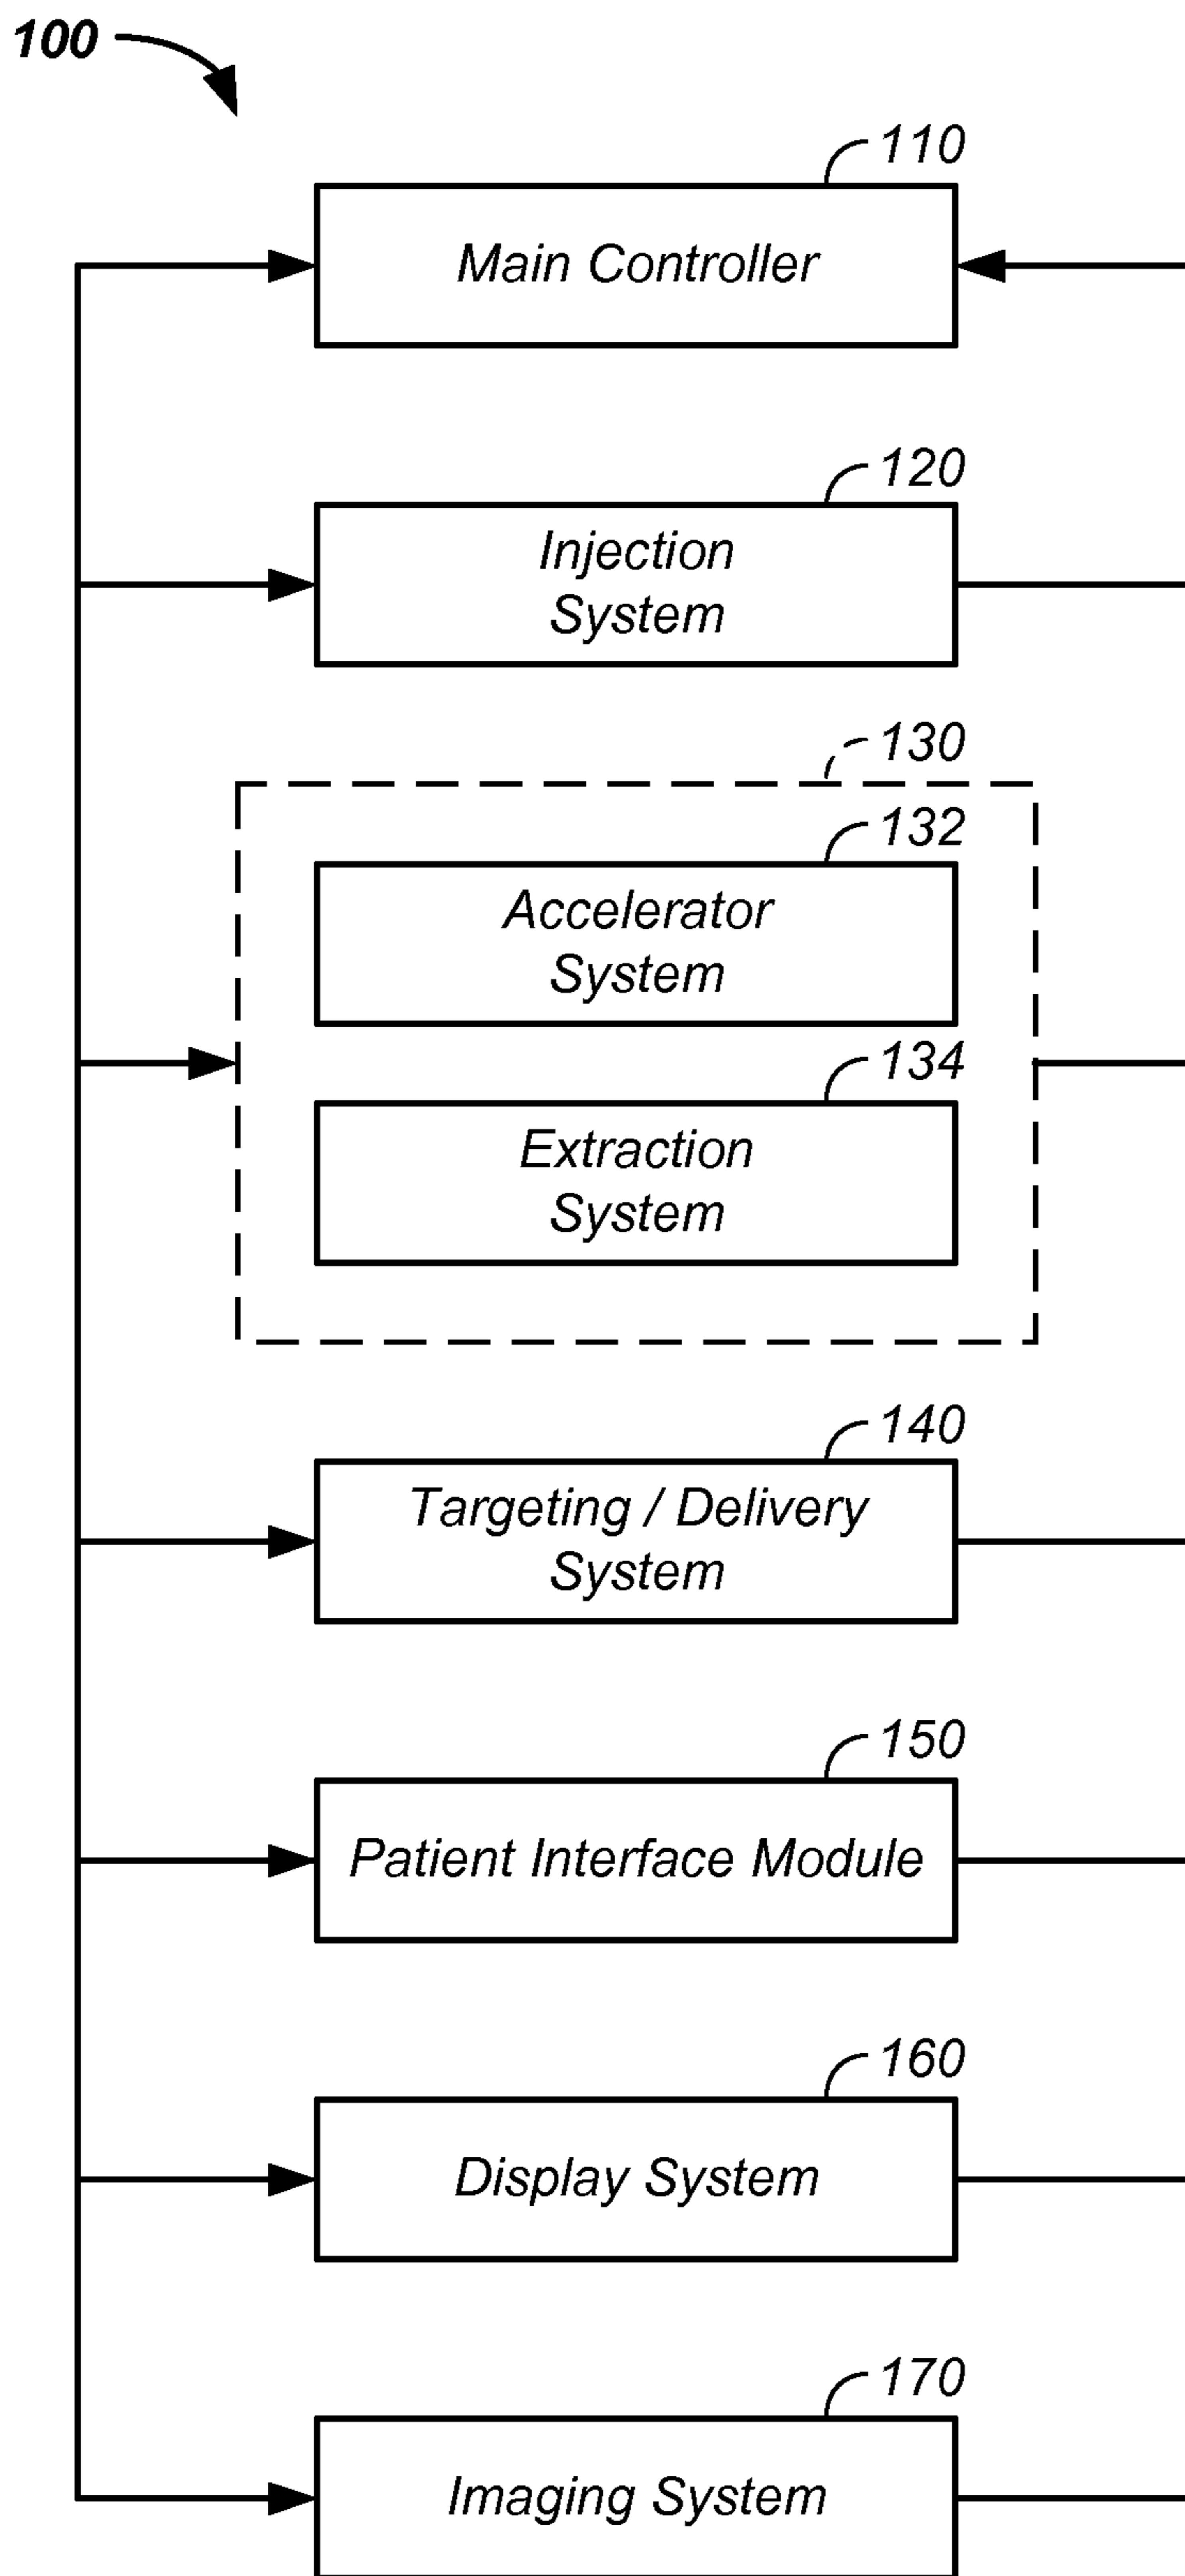 100
110
Main Controller
120
Injection
System
130
132
Accelerator
System
134
Extraction
System
140
Targeting / Delivery
System
150
Patient Interface Module
160
Display System
170
Imaging System